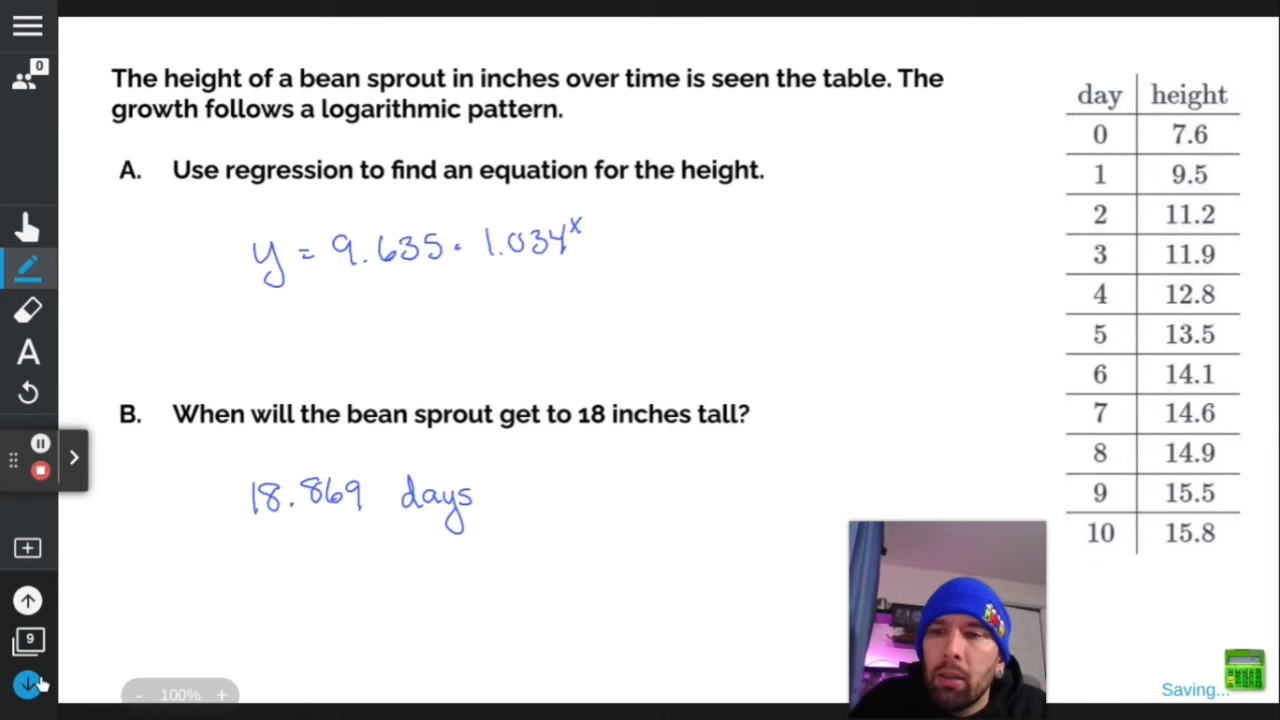 The height of a bean sprout in inches over time is seen the table. The
growth follows a logarithmic pattern.
A. Use regression to find an equation for the height.
y = 9.635 · 1.034^x
B. When will the bean sprout get to 18 inches tall?
18.869 days
day height
0 7.6
1 9.5
2 11.2
3 11.9
4 12.8
5 13.5
6 14.1
7 14.6
8 14.9
9 15.5
10 15.8
0
A
9
- 100% +
Saving...